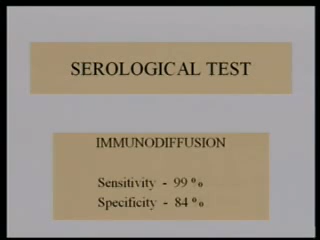 SEROLOGICAL TEST
IMMUNODIFFUSION
Sensitivity - 99 %
Specificity - 84 %